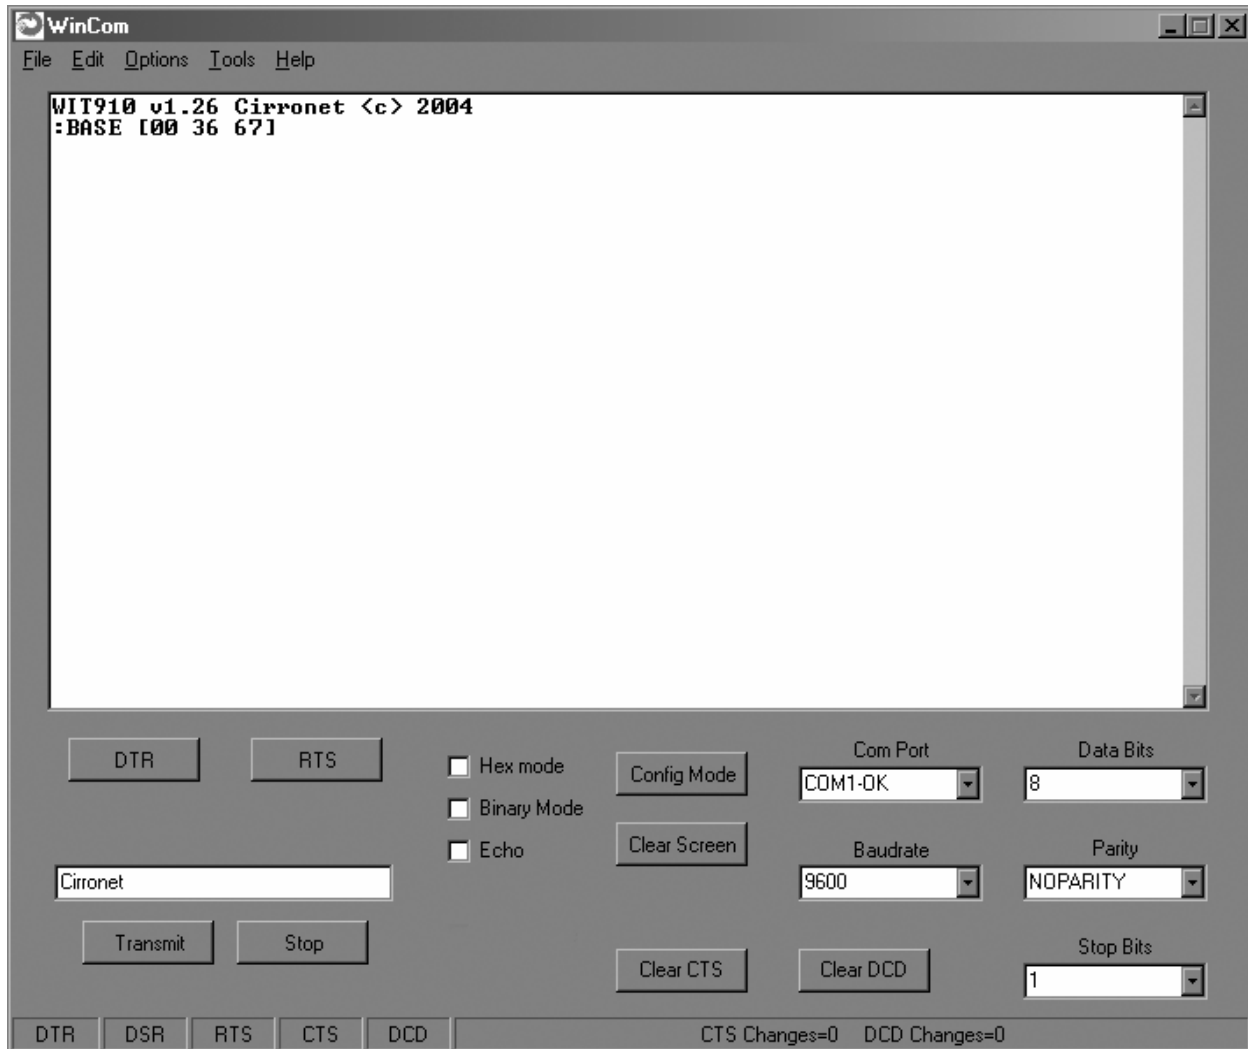 WinCom
File Edit Options Tools Help
WIT910 v1.26 Cirronet <c> 2004
:BASE [00 36 67]
DTR
RTS
Hex mode
Binary Mode
Echo
Config Mode
Clear Screen
Com Port
COM1-OK
Data Bits
8
Baudrate
9600
Parity
NOPARITY
Cirronet
Transmit
Stop
Clear CTS
Clear DCD
Stop Bits
1
DTR DSR RTS CTS DCD CTS Changes=0 DCD Changes=0